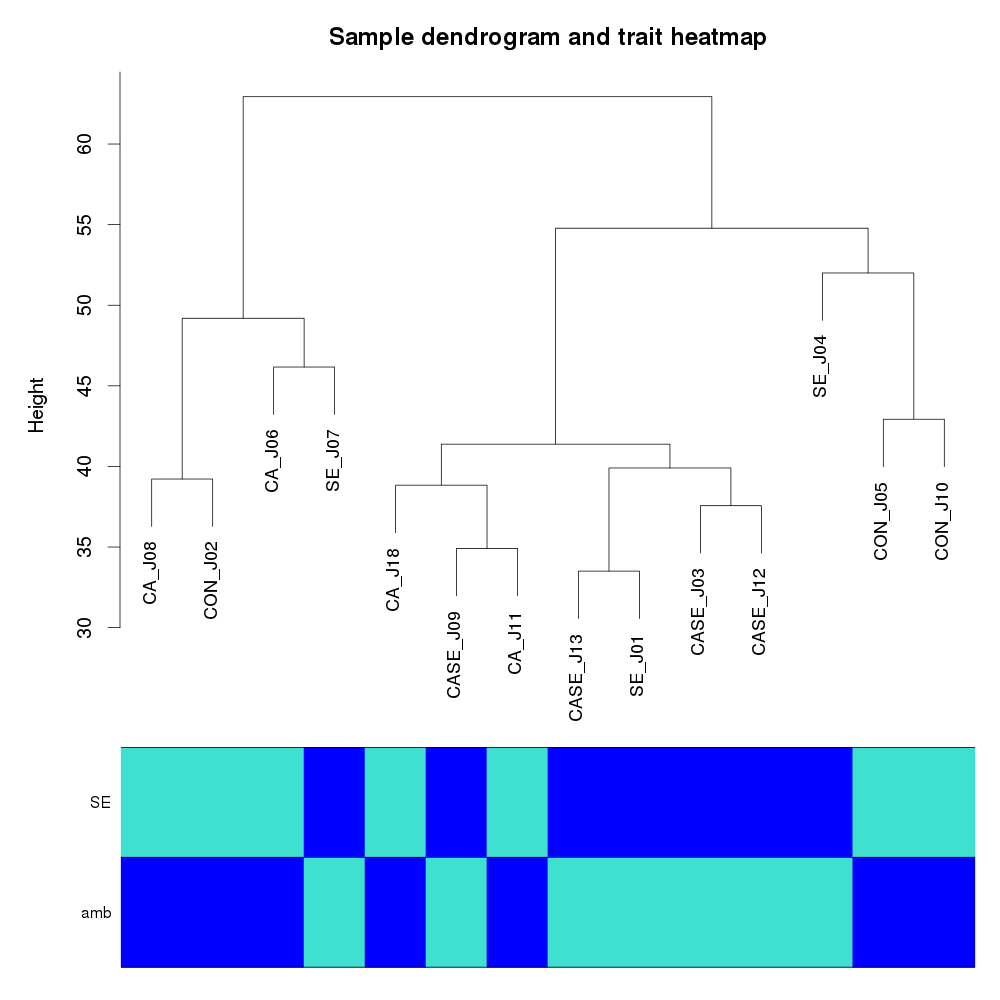 Sample dendrogram and trait heatmap
Height
60
55
50
45
40
35
30
CA_J08
CON_J02
CA_J06
SE_J07
CA_J18
CASE_J09
CA_J11
CASE_J13
SE_J01
CASE_J03
CASE_J12
SE_J04
CON_J05
CON_J10
SE
amb